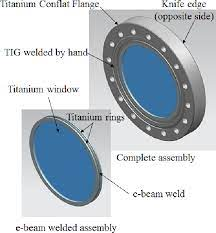 Titanium Conflat Flange
Knife edge
(opposite side)
TIG welded by hand
Titanium window
Titanium rings
Complete assembly
e-beam weld
e-beam welded assembly